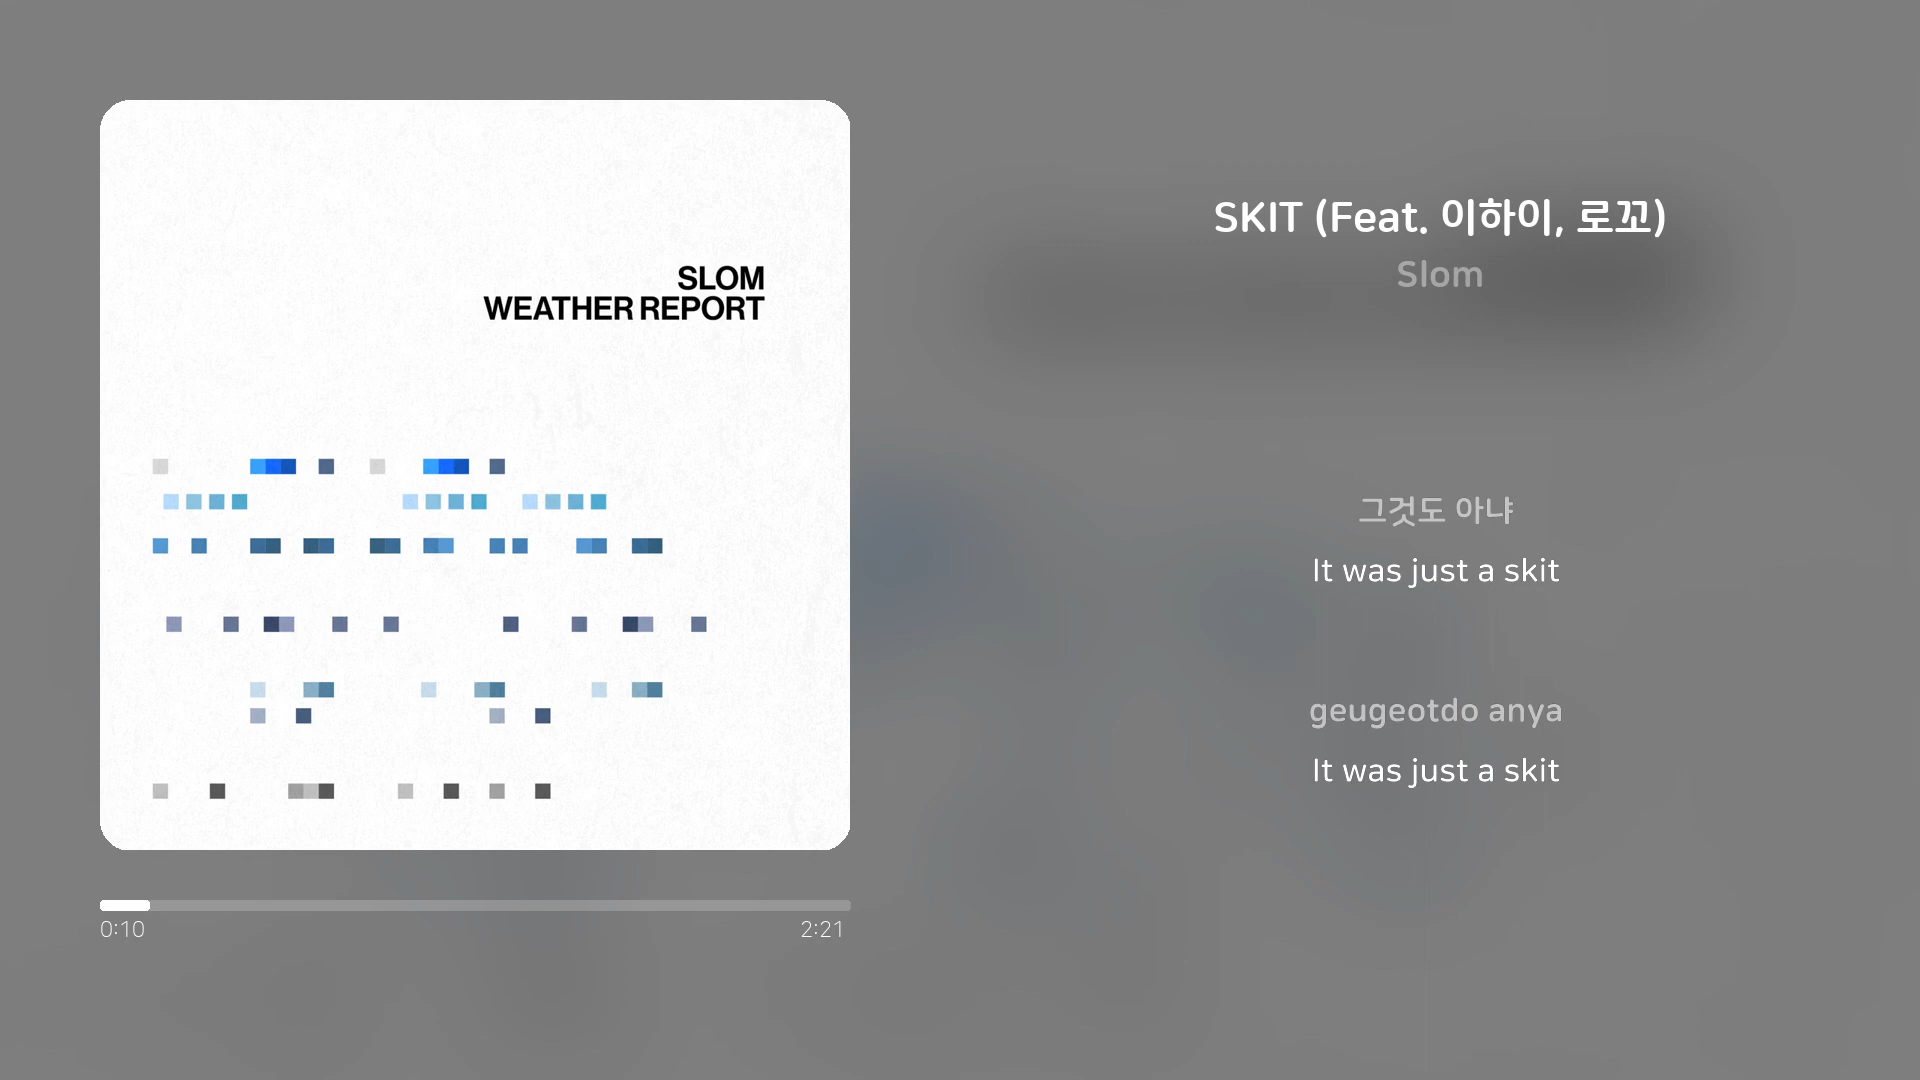 SLOM
WEATHER REPORT
SKIT (Feat. 이하이, 로꼬)
Slom
그것도 아냐
It was just a skit
geugeotdo anya
It was just a skit
0:10
2:21